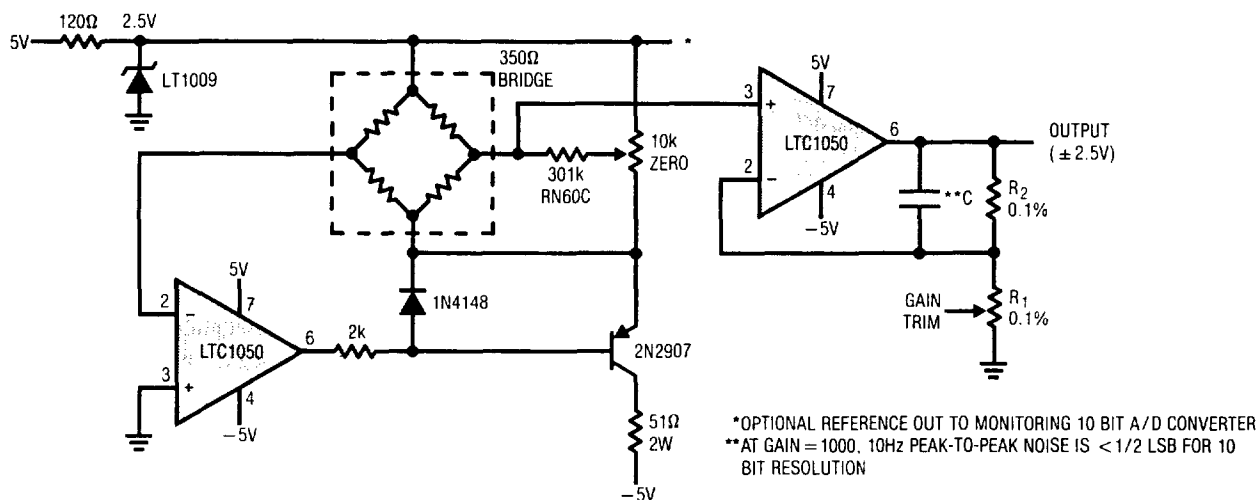 120Ω
2.5V
5V
*
350Ω
BRIDGE
LT1009
5V
3
7
+
6
OUTPUT
(±2.5V)
LTC1050
10k
ZERO
301k
RN60C
2
−
4
−5V
**C
R2
0.1%
5V
2
7
−
1N4148
GAIN
TRIM
R1
0.1%
6
2k
LTC1050
2N2907
3
+
4
−5V
51Ω
2W
−5V
*OPTIONAL REFERENCE OUT TO MONITORING 10 BIT A/D CONVERTER
**AT GAIN = 1000, 10Hz PEAK-TO-PEAK NOISE IS < 1/2 LSB FOR 10
BIT RESOLUTION